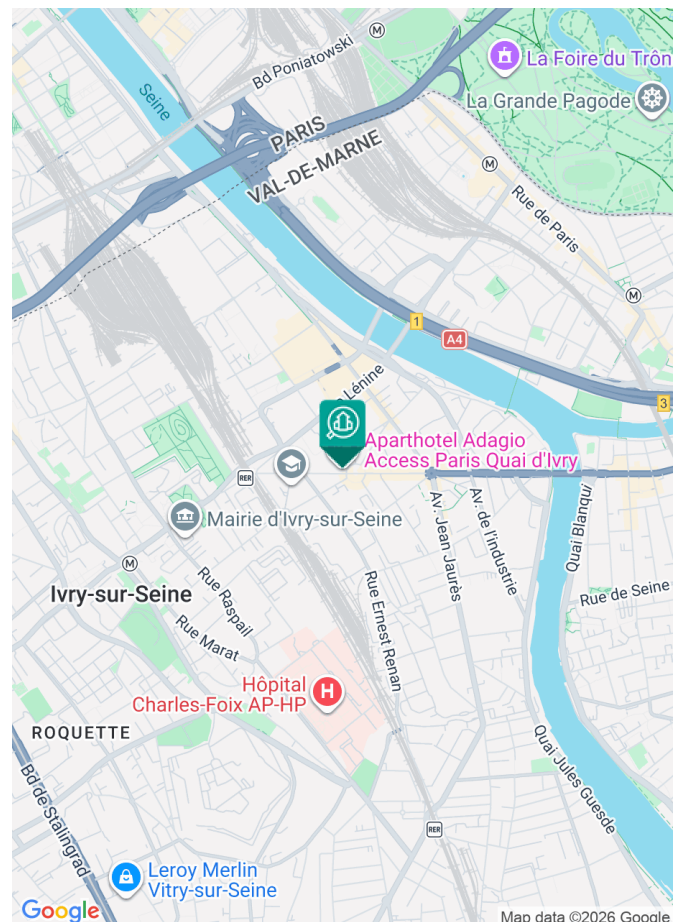 M
Bd Poniatowski
La Foire du Trôn
Seine
La Grande Pagode
PARIS
VAL-DE-MARNE
M
Rue de Paris
M
1
A4
3
Lénine
Aparthotel Adagio
Access Paris Quai d'Ivry
RER
Mairie d'Ivry-sur-Seine
Av. Jean Jaurès
Av. de l'industrie
Quai Blanqui
M
Ivry-sur-Seine
Rue Raspail
Rue Marat
Rue Ernest Renan
Rue de Seine
Hôpital
Charles-Foix AP-HP
H
ROQUETTE
Bd de Stalingrad
Quai Jules Guesde
RER
Leroy Merlin
Vitry-sur-Seine
Google
Map data ©2026 Google